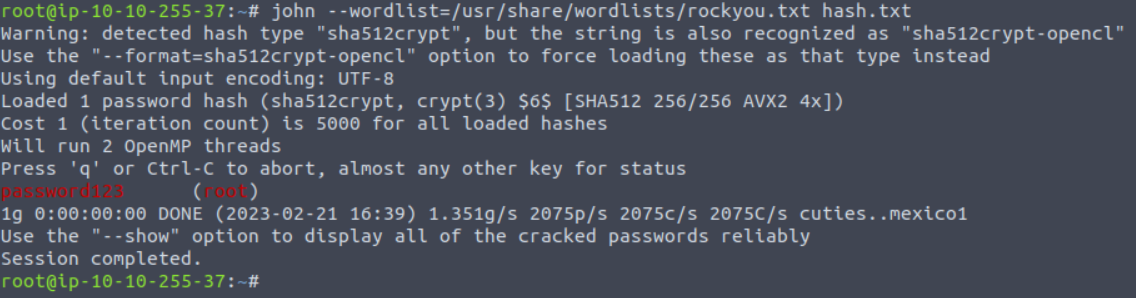 root@ip-10-10-255-37:~# john --wordlist=/usr/share/wordlists/rockyou.txt hash.txt
Warning: detected hash type "sha512crypt", but the string is also recognized as "sha512crypt-opencl"
Use the "--format=sha512crypt-opencl" option to force loading these as that type instead
Using default input encoding: UTF-8
Loaded 1 password hash (sha512crypt, crypt(3) $6$ [SHA512 256/256 AVX2 4x])
Cost 1 (iteration count) is 5000 for all loaded hashes
Will run 2 OpenMP threads
Press 'q' or Ctrl-C to abort, almost any other key for status
password123      (root)
1g 0:00:00:00 DONE (2023-02-21 16:39) 1.351g/s 2075p/s 2075c/s 2075C/s cuties..mexico1
Use the "--show" option to display all of the cracked passwords reliably
Session completed.
root@ip-10-10-255-37:~#